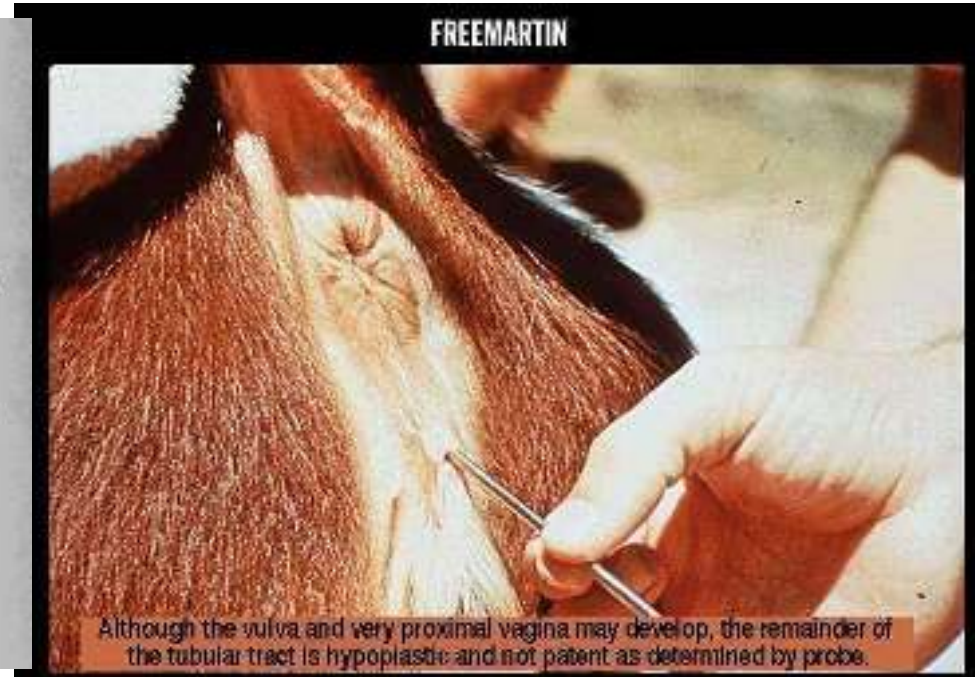 FREEMARTIN
Although the vulva and very proximal vagina may develop, the remainder of
the tubular tract is hypoplastic and not patent as determined by probe.